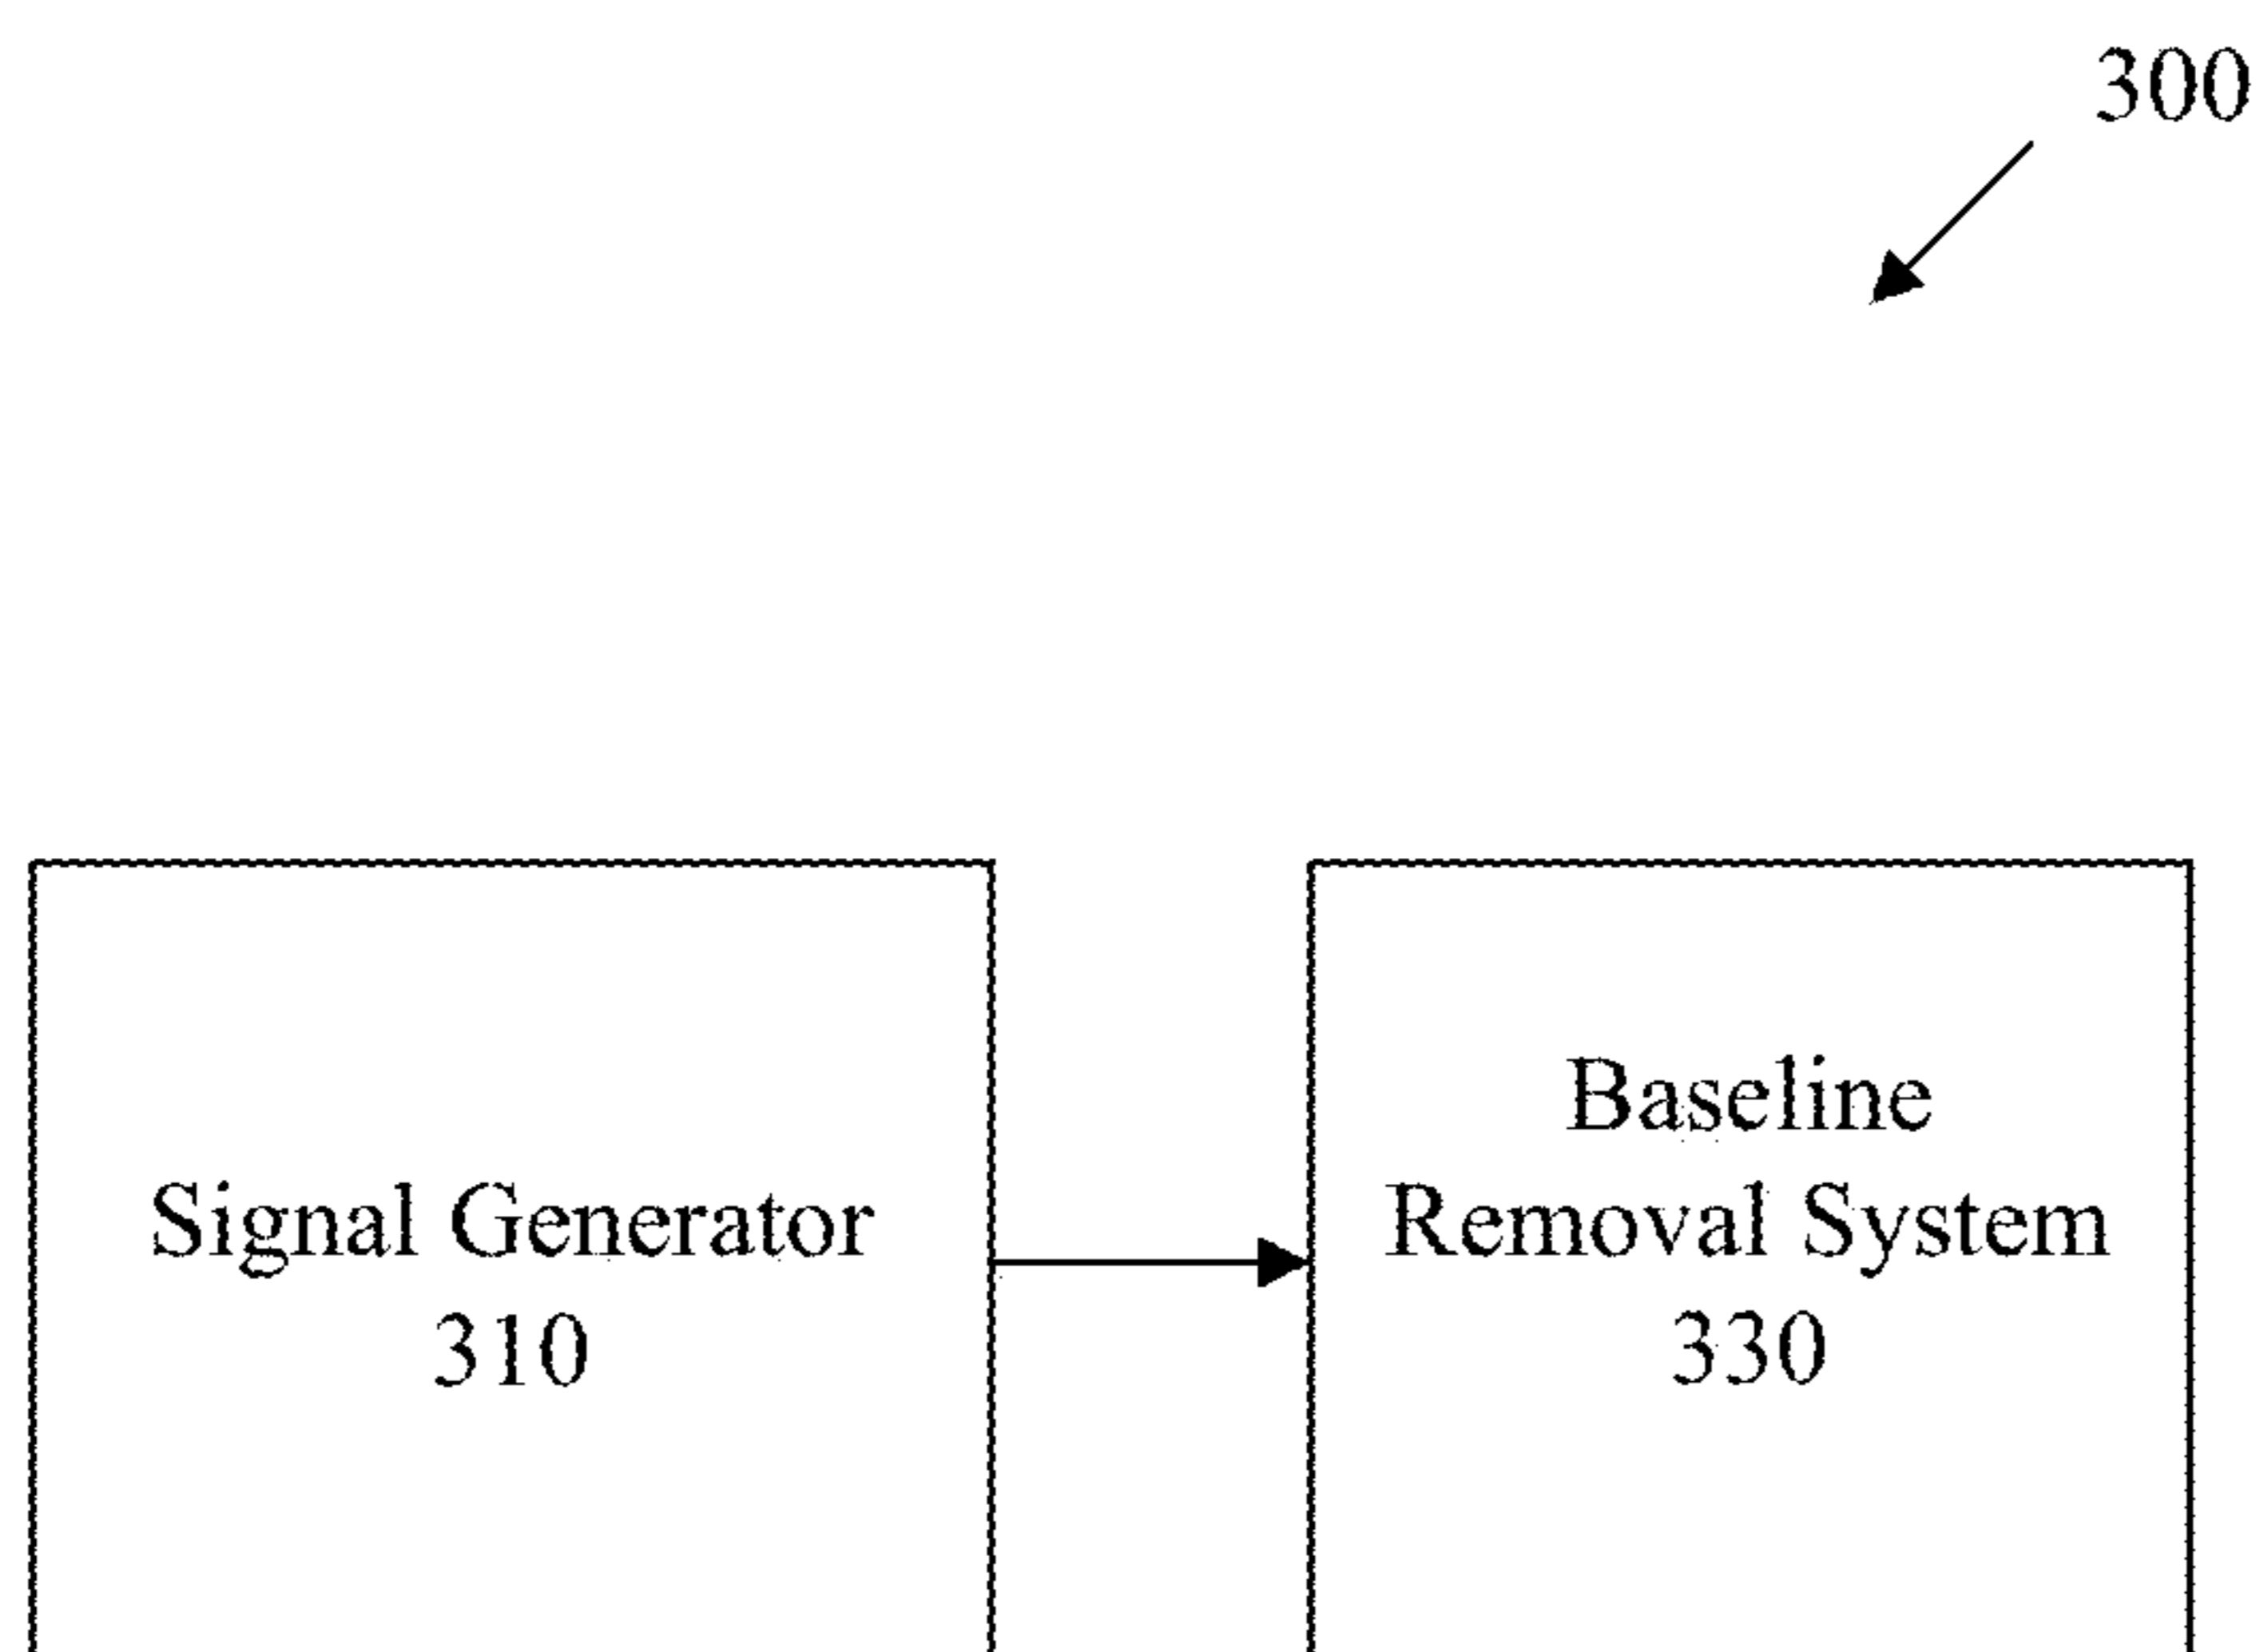 300
Signal Generator
310
Baseline
Removal System
330